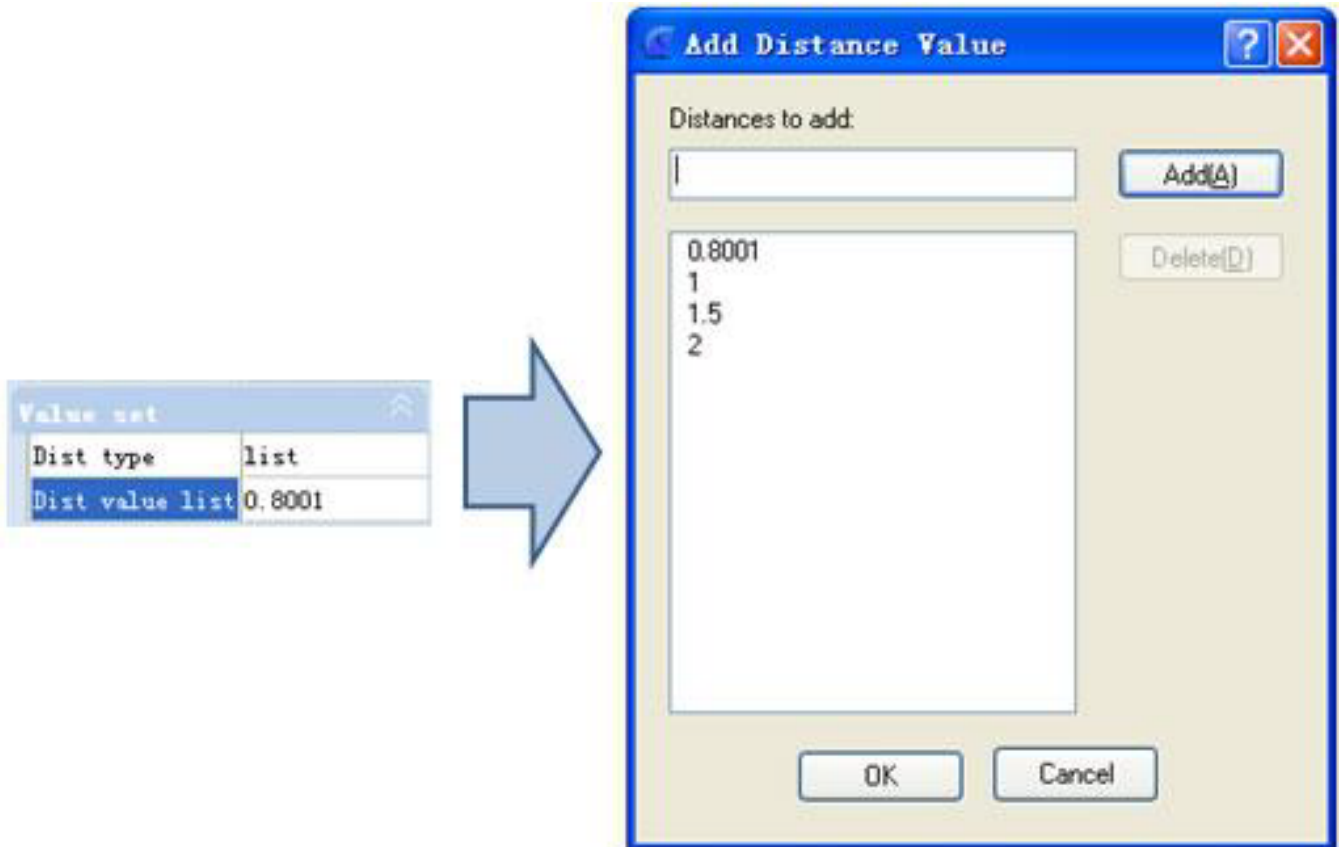 Value set
Dist type list
Dist value list 0.8001
Add Distance Value
Distances to add:
Add(A)
0.8001
1
1.5
2
Delete(D)
OK
Cancel